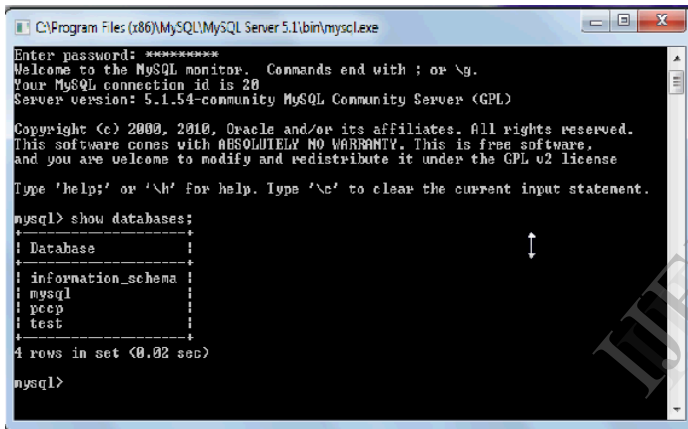 C:\Program Files (x86)\MySQL\MySQL Server 5.1\bin\mysql.exe
Enter password: *********
Welcome to the MySQL monitor.  Commands end with ; or \g.
Your MySQL connection id is 20
Server version: 5.1.54-community MySQL Community Server (GPL)
Copyright (c) 2000, 2010, Oracle and/or its affiliates. All rights reserved.
This software comes with ABSOLUTELY NO WARRANTY. This is free software,
and you are welcome to modify and redistribute it under the GPL v2 license
Type 'help;' or '\h' for help. Type '\c' to clear the current input statement.
mysql> show databases;
+--------------------+
| Database           |
+--------------------+
| information_schema |
| mysql              |
| pccp               |
| test               |
+--------------------+
4 rows in set (0.02 sec)
mysql>